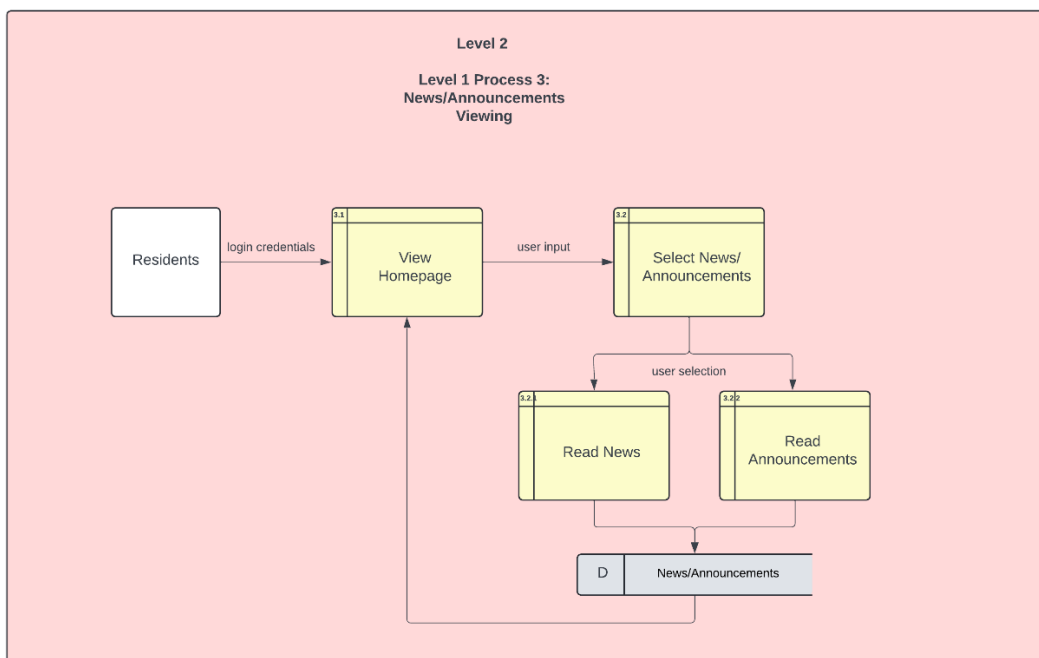 Level 2
Level 1 Process 3:
News/Announcements
Viewing
Residents
login credentials
3.1
View
Homepage
user input
3.2
Select News/
Announcements
user selection
3.2.1
Read News
3.2.2
Read
Announcements
D
News/Announcements